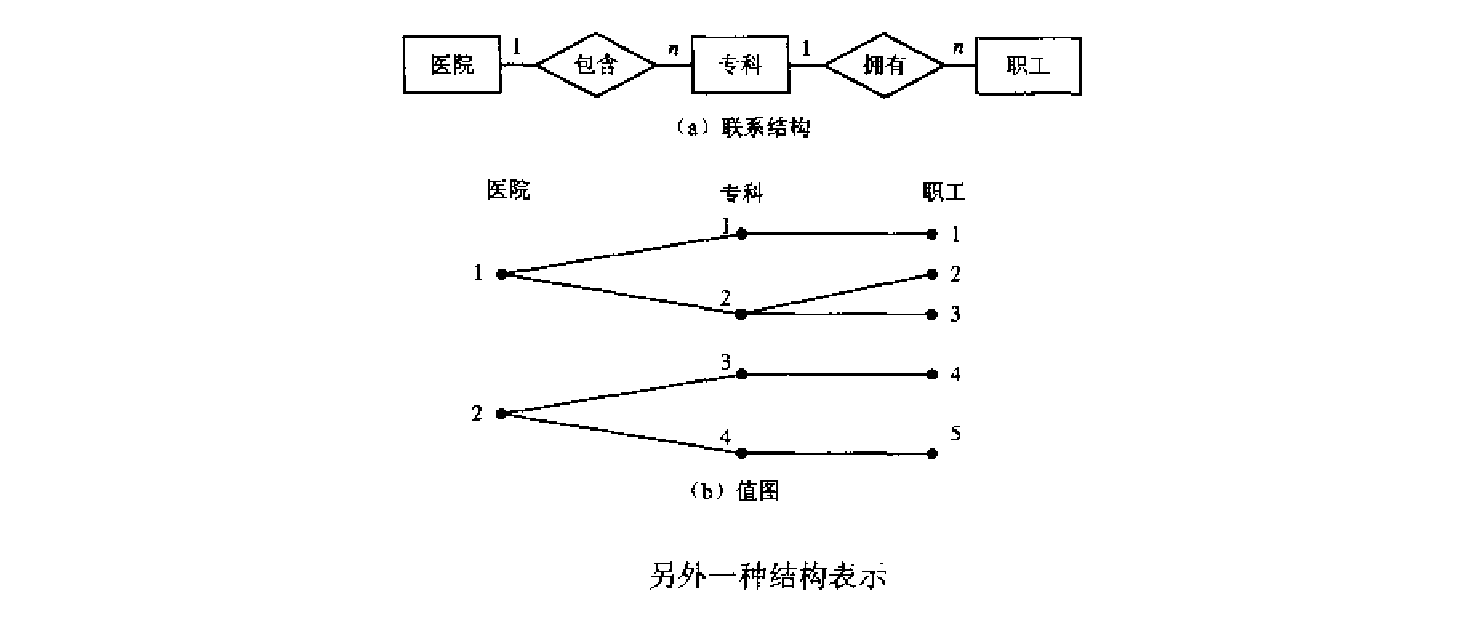 医院 1 包含 n 专科 1 拥有 n 职工
（a）联系结构
医院 专科 职工
1 1
1 2
2 3
3 4
2
4 5
（b）值图
另外一种结构表示